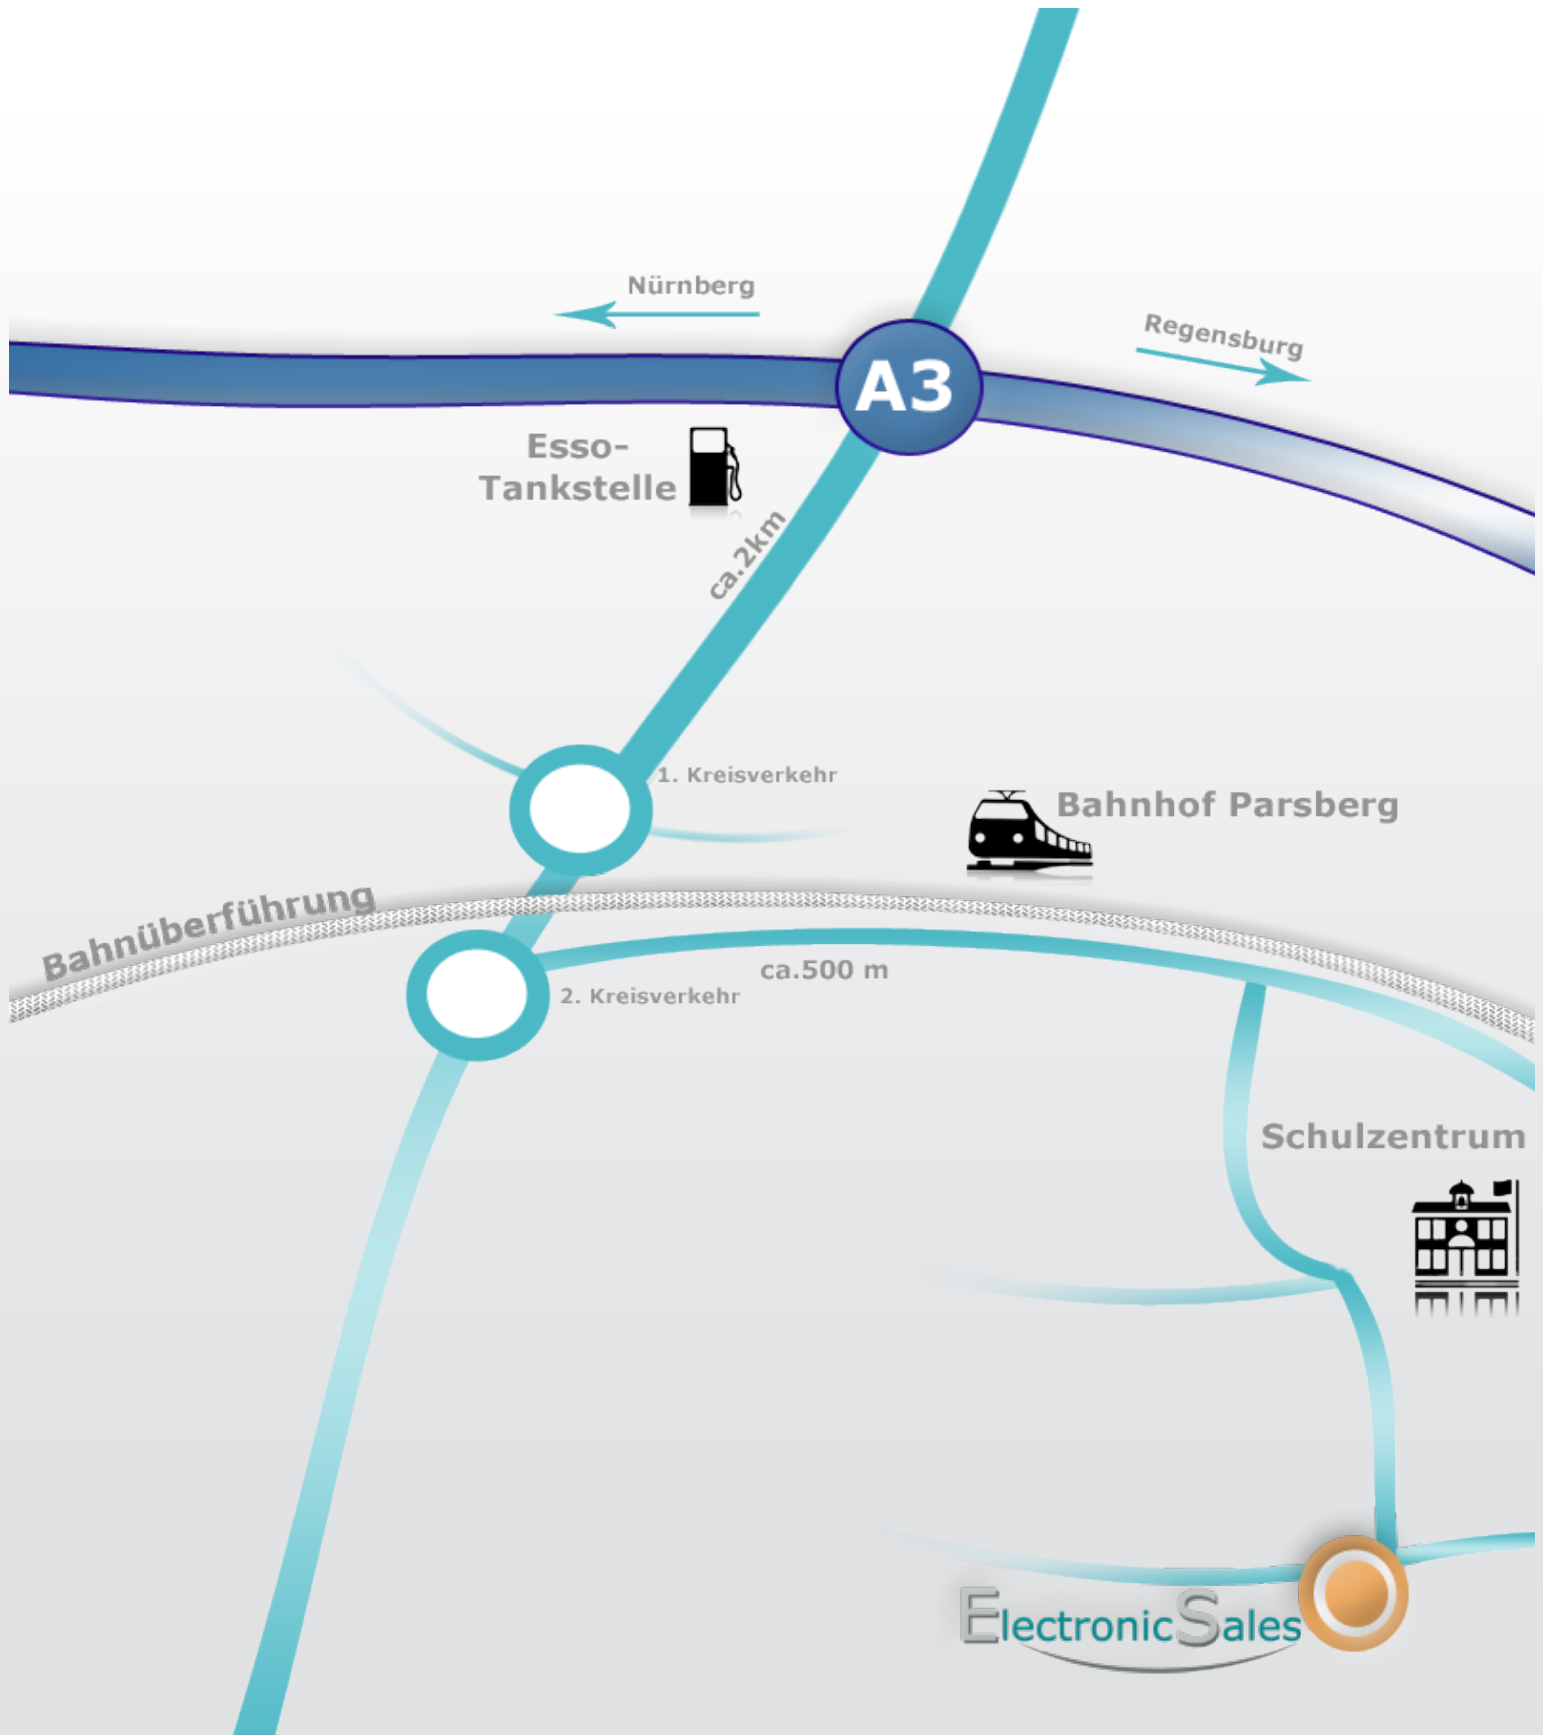 Nürnberg
Regensburg
A3
Esso-
Tankstelle
ca.2km
1. Kreisverkehr
Bahnhof Parsberg
Bahnüberführung
ca.500 m
2. Kreisverkehr
Schulzentrum
ElectronicSales